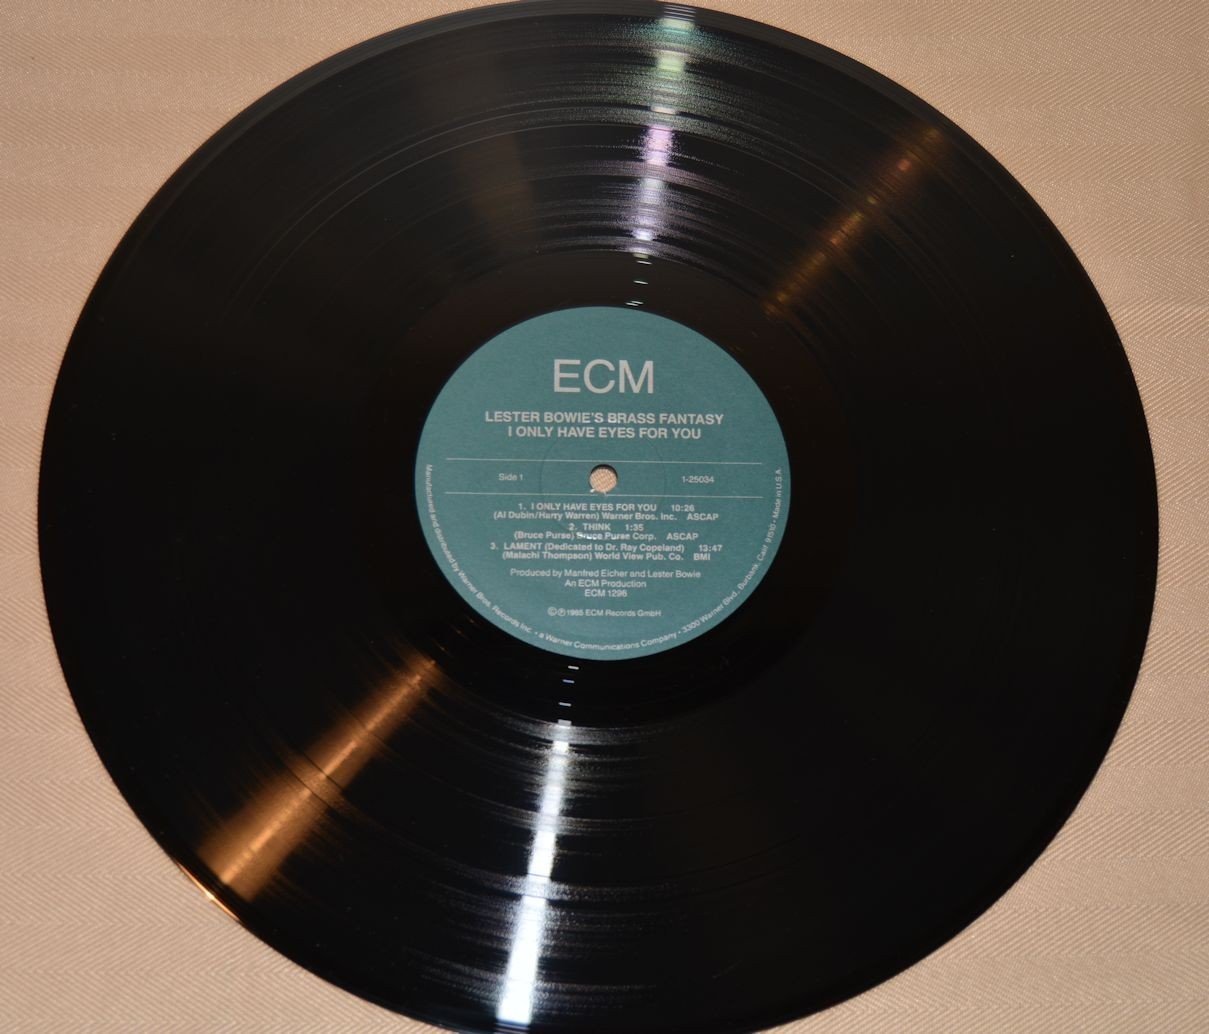 ECM
LESTER BOWIE'S BRASS FANTASY
I ONLY HAVE EYES FOR YOU
Side 1
1-25034
1. I ONLY HAVE EYES FOR YOU 10:26
(Al Dubin/Harry Warren) Warner Bros. Inc. ASCAP
2. THINK 1:35
(Bruce Purse) Bruce Purse Corp. ASCAP
3. LAMENT (Dedicated to Dr. Ray Copeland) 13:47
(Malachi Thompson) World View Pub. Co. BMI
Produced by Manfred Eicher and Lester Bowie
An ECM Production
ECM 1296
©℗1985 ECM Records GmbH
Manufactured and distributed by Warner Bros. Records Inc. • a Warner Communications Company • 3300 Warner Blvd., Burbank, Calif. 91510 • Made in U.S.A.